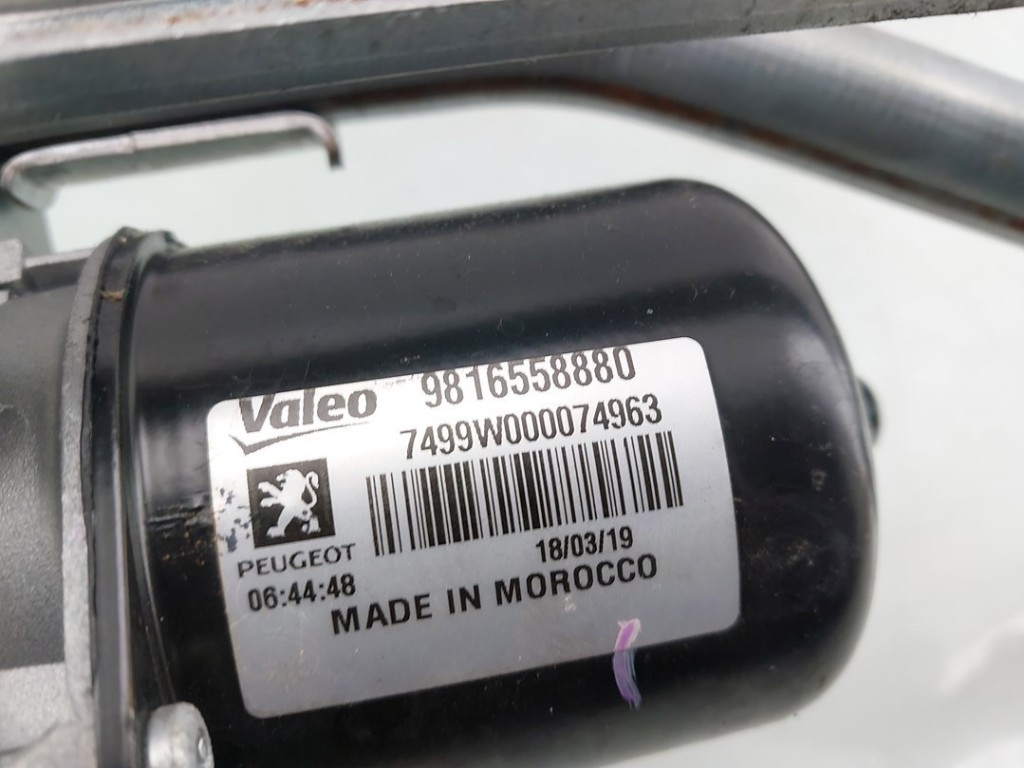 Valeo 9816558880
7499W000074963
PEUGEOT
18/03/19
06:44:48
MADE IN MOROCCO